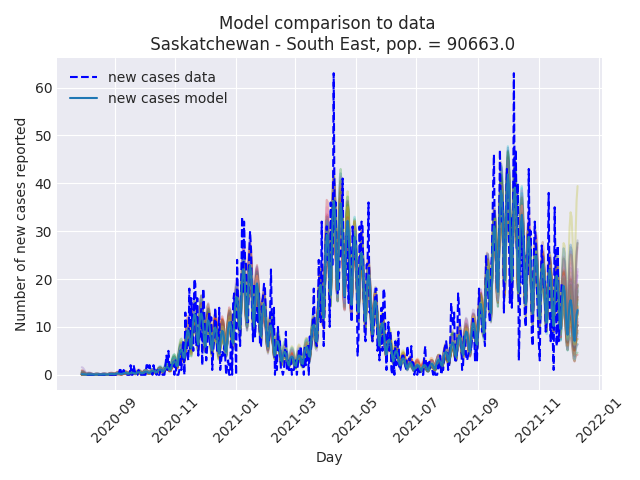 Model comparison to data
Saskatchewan - South East, pop. = 90663.0
new cases data
new cases model
Number of new cases reported
60
50
40
30
20
10
0
2020-09
2020-11
2021-01
2021-03
2021-05
2021-07
2021-09
2021-11
2022-01
Day